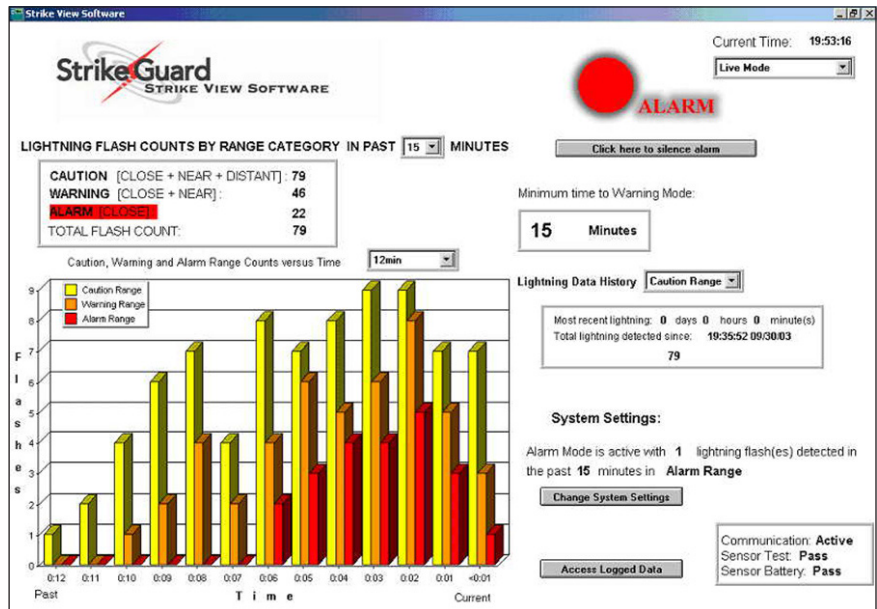 Strike View Software
StrikeGuard
STRIKE VIEW SOFTWARE
Current Time: 19:53:16
Live Mode
ALARM
Click here to silence alarm
LIGHTNING FLASH COUNTS BY RANGE CATEGORY IN PAST 15 MINUTES
CAUTION [CLOSE + NEAR + DISTANT] : 79
WARNING [CLOSE + NEAR] : 46
ALARM [CLOSE] : 22
TOTAL FLASH COUNT: 79
Minimum time to Warning Mode:
15 Minutes
Caution, Warning and Alarm Range Counts versus Time 12min
Lightning Data History Caution Range
Most recent lightning: 0 days 0 hours 0 minute(s)
Total lightning detected since: 19:35:52 09/30/03
79
Caution Range
Warning Range
Alarm Range
Flashes
9
8
7
6
5
4
3
2
1
0
0:12 0:11 0:10 0:09 0:08 0:07 0:06 0:05 0:04 0:03 0:02 0:01 <0:01
Past Time Current
System Settings:
Alarm Mode is active with 1 lightning flash(es) detected in
the past 15 minutes in Alarm Range
Change System Settings
Access Logged Data
Communication: Active
Sensor Test: Pass
Sensor Battery: Pass